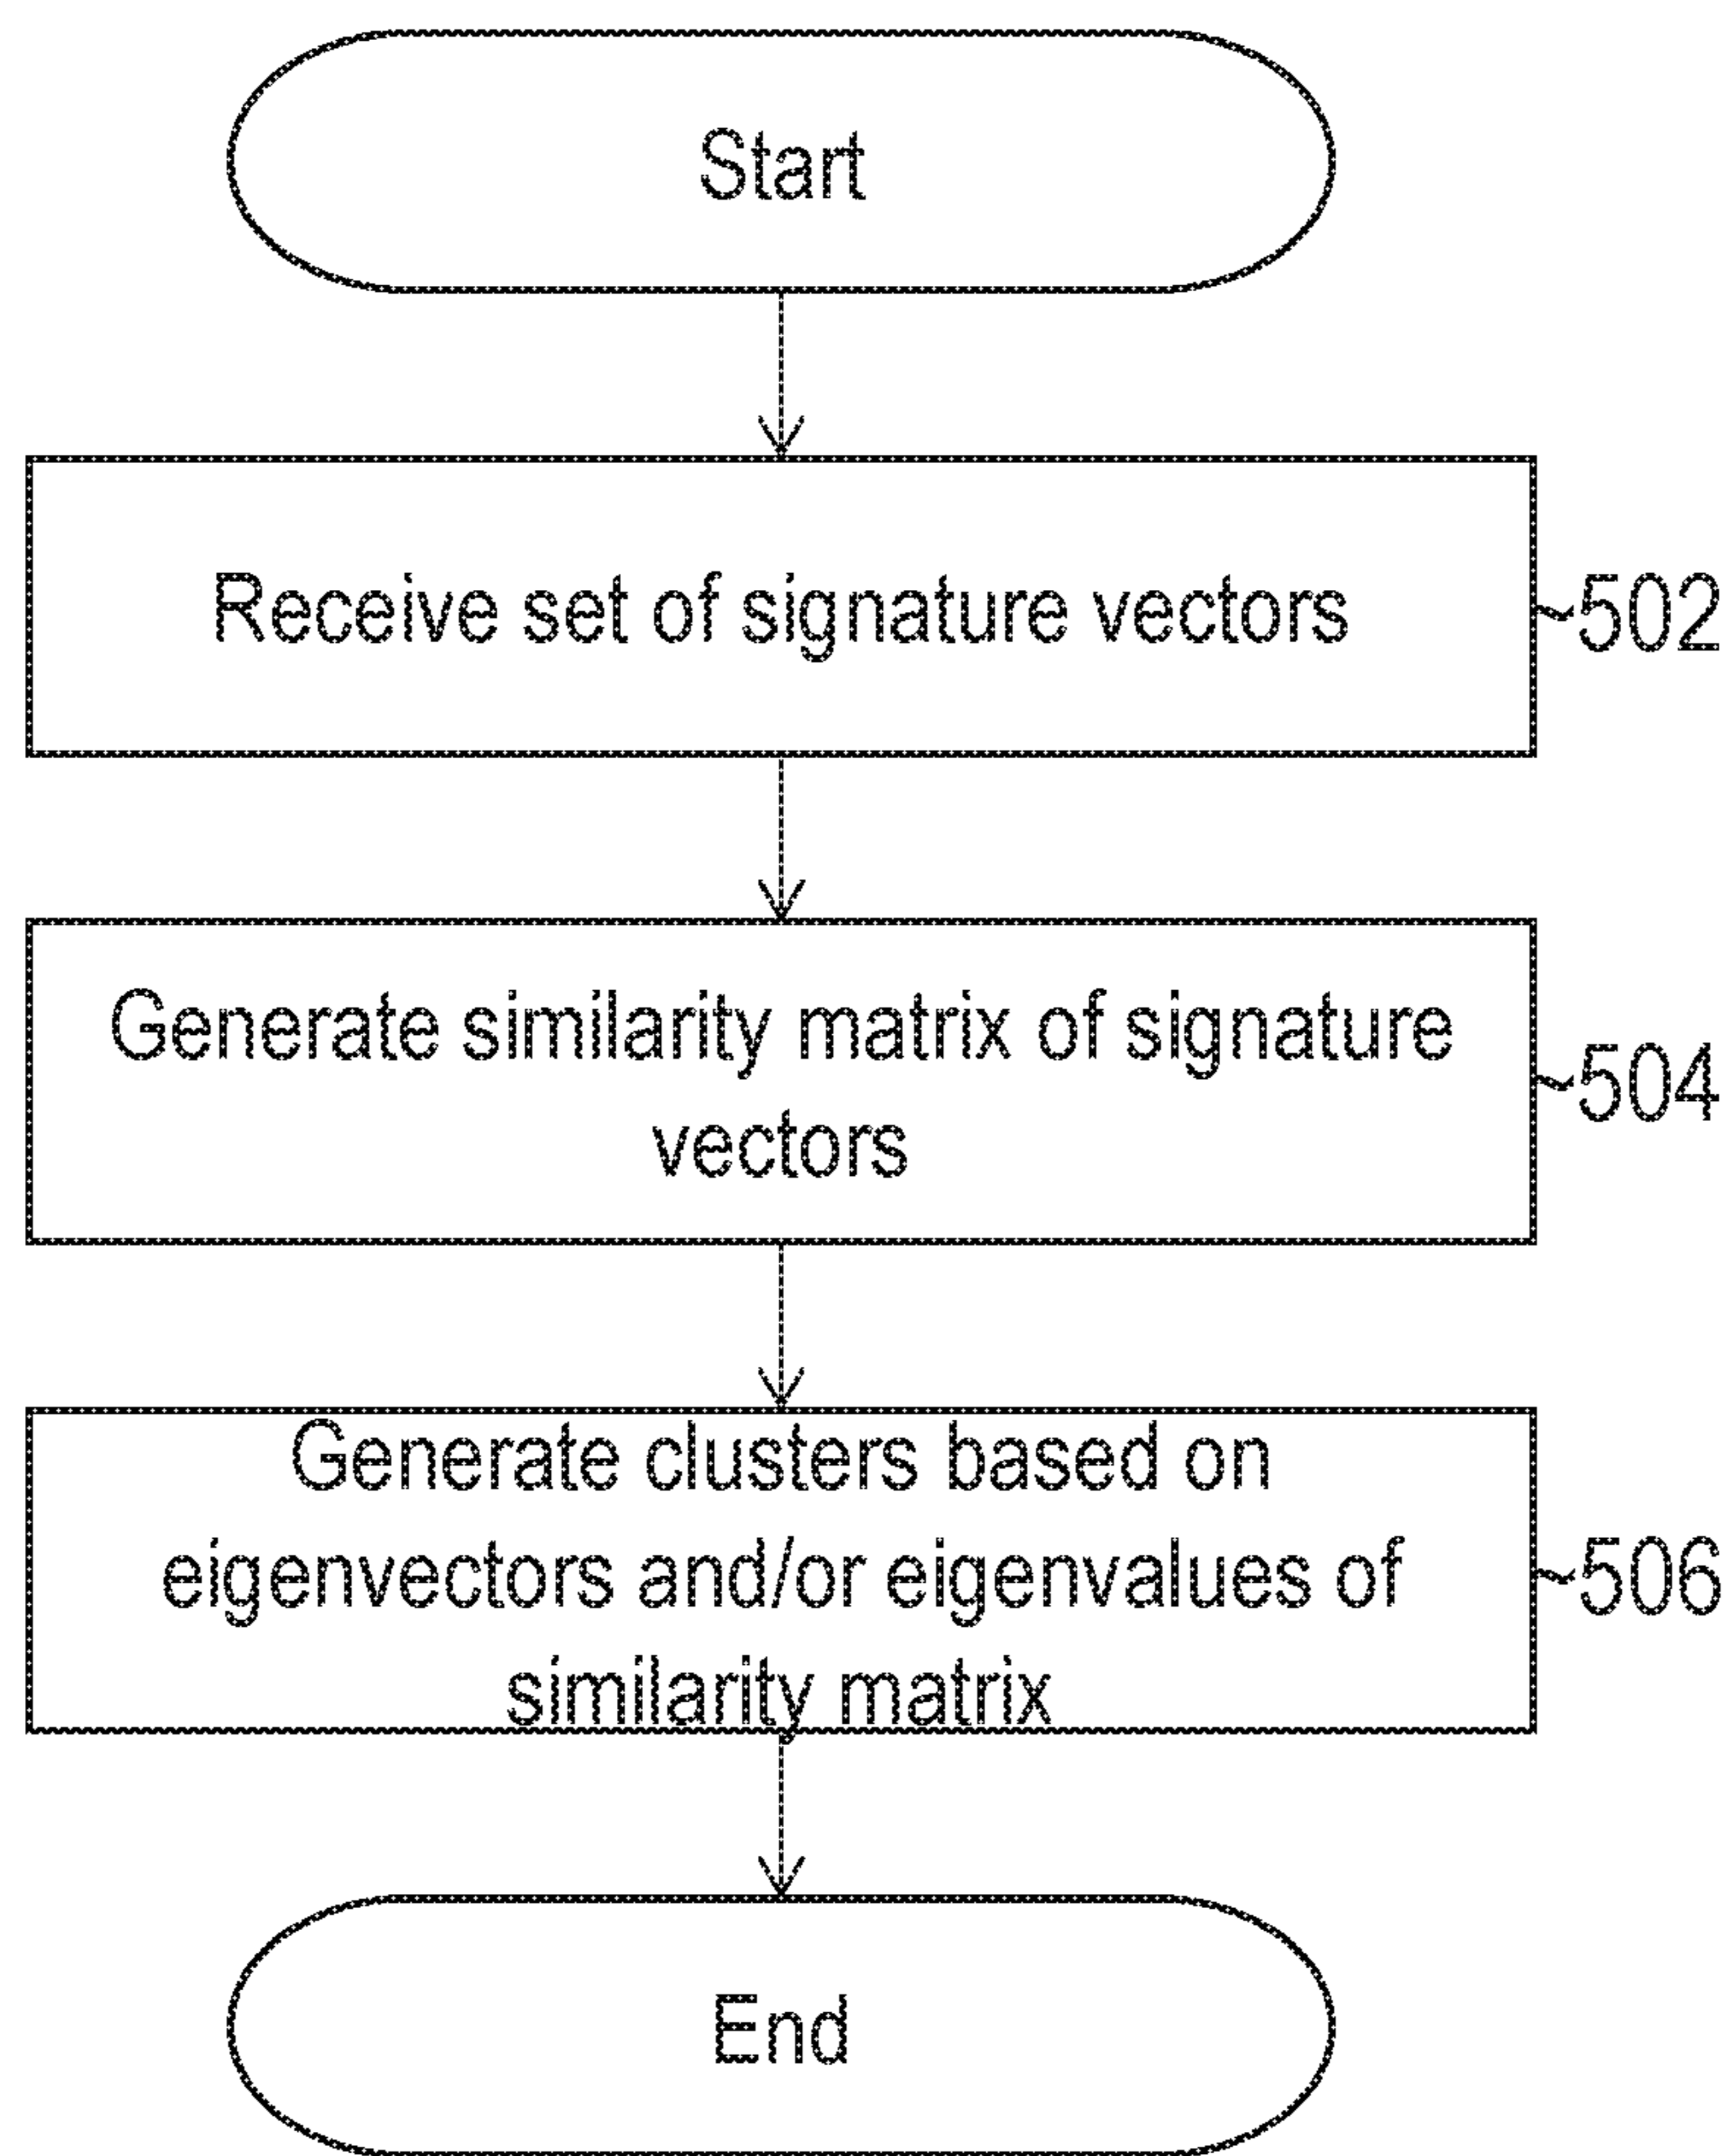 Start
Receive set of signature vectors
502
Generate similarity matrix of signature
vectors
504
Generate clusters based on
eigenvectors and/or eigenvalues of
similarity matrix
506
End